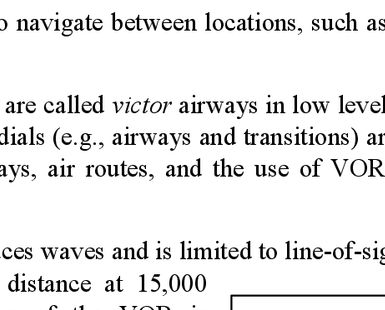 o navigate between locations, such as
are called victor airways in low level
dials (e.g., airways and transitions) ar
ays, air routes, and the use of VOR
ces waves and is limited to line-of-sig
distance at 15,000
of the VOR is